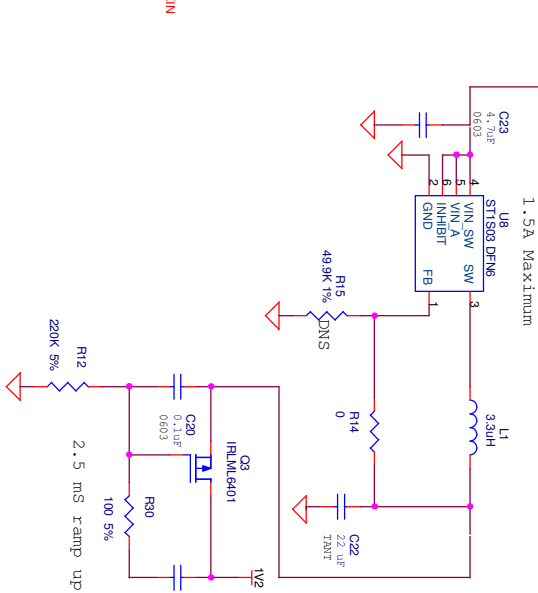 KIN
1.5A Maximum
C23
4.7uF
0603
U8
ST1S03 DFN6
4
5
6
2
VIN_SW
VIN_A
INHIBIT
GND
SW
FB
3
1
L1
3.3uH
R15
49.9K 1%
DNS
R14
0
C22
22 uF
TANT
R12
220K 5%
C20
0.1uF
0603
Q3
IRLML6401
R30
100 5%
1V2
2.5 mS ramp up